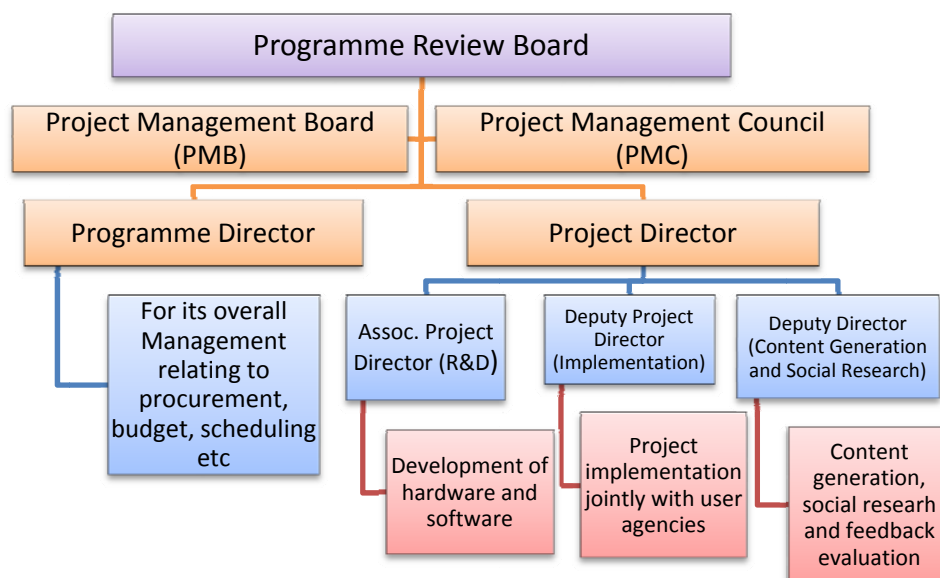 Programme Review Board
Project Management Board
(PMB)
Project Management Council
(PMC)
Programme Director
Project Director
For its overall
Management
relating to
procurement,
budget, scheduling
etc
Assoc. Project
Director (R&D)
Deputy Project
Director
(Implementation)
Deputy Director
(Content Generation
and Social Research)
Development of
hardware and
software
Project
implementation
jointly with user
agencies
Content
generation,
social researh
and feedback
evaluation